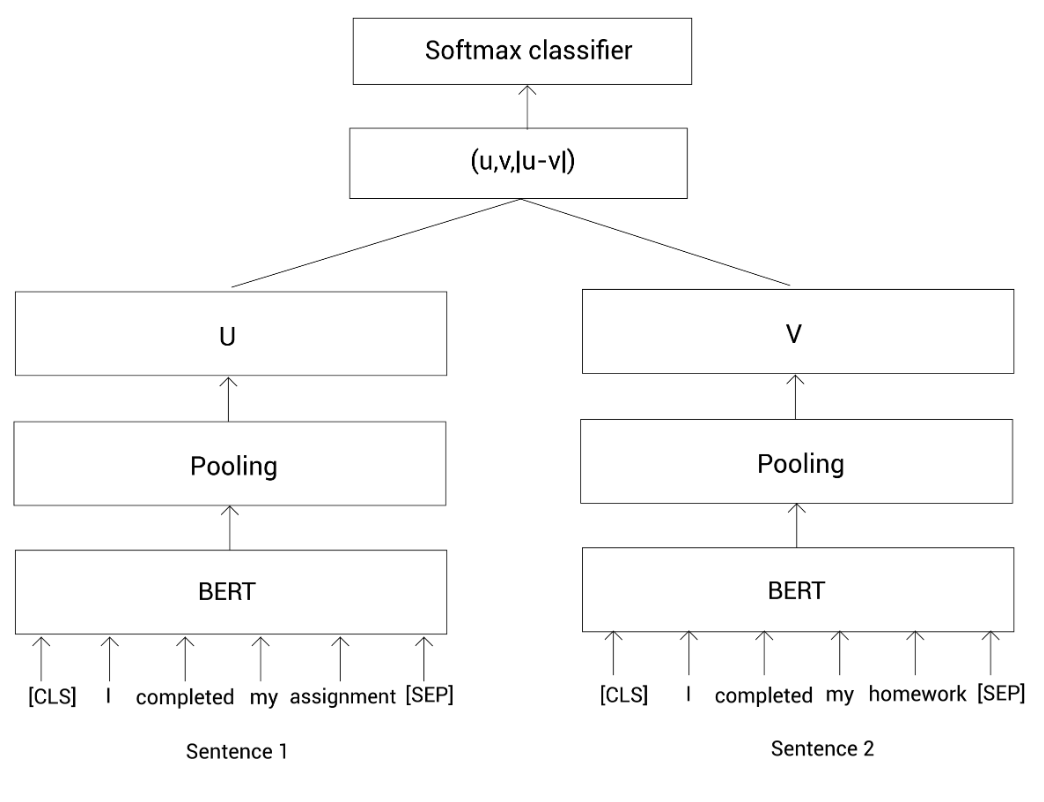 Softmax classifier
(u,v,|u-v|)
U
V
Pooling
Pooling
BERT
BERT
[CLS] I completed my assignment [SEP]
[CLS] I completed my homework [SEP]
Sentence 1
Sentence 2